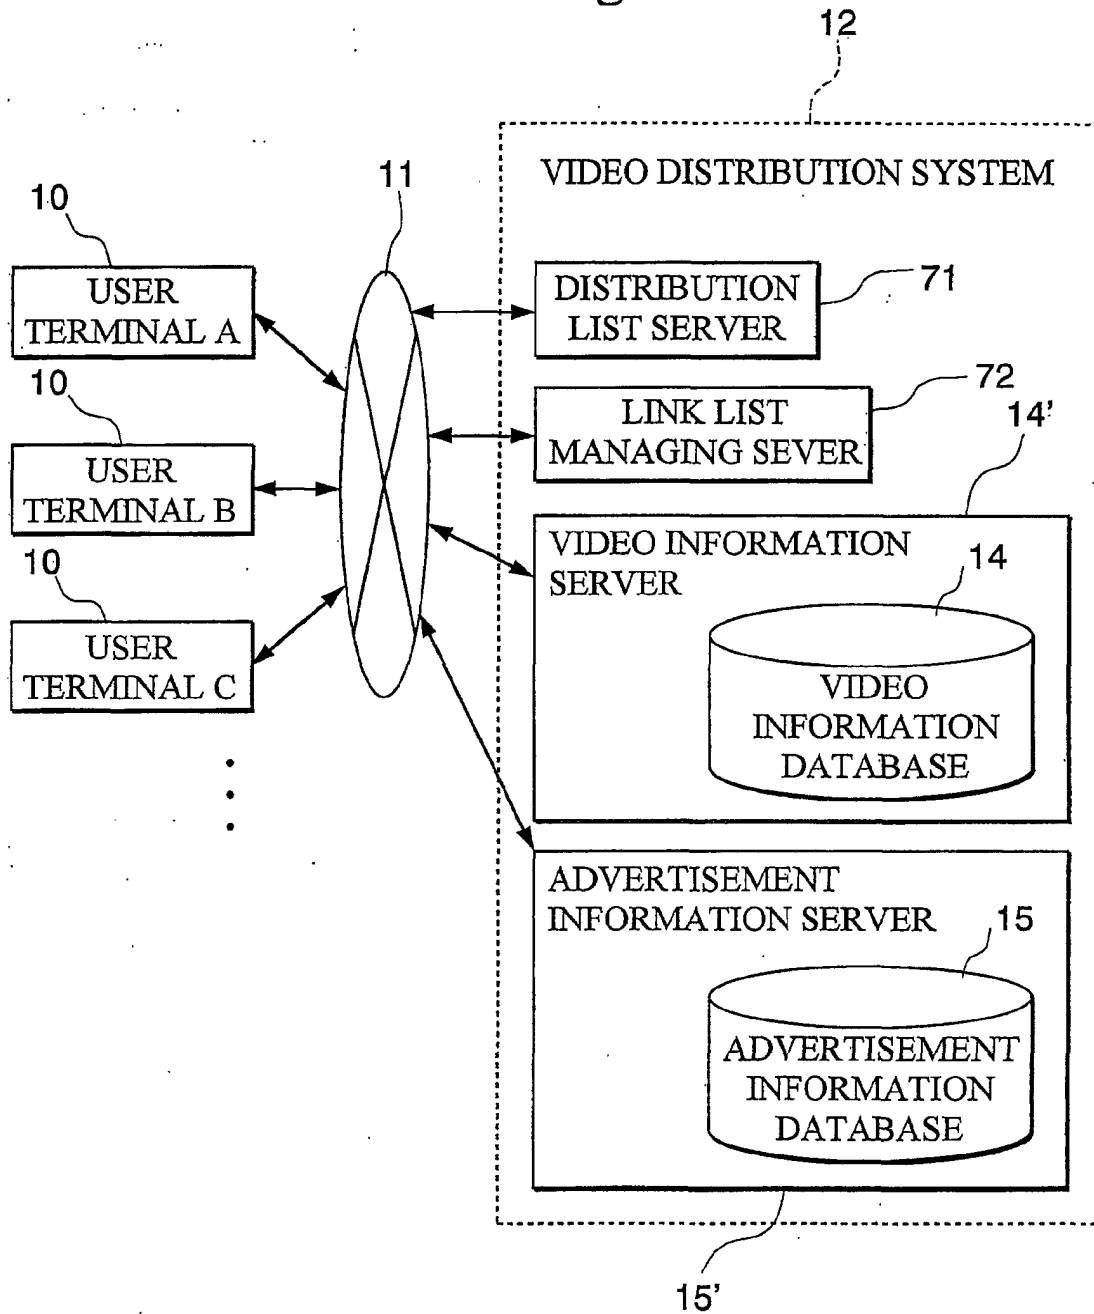 12
VIDEO DISTRIBUTION SYSTEM
11
10
USER
TERMINAL A
10
USER
TERMINAL B
10
USER
TERMINAL C
DISTRIBUTION
LIST SERVER
71
LINK LIST
MANAGING SEVER
72
14'
VIDEO INFORMATION
SERVER
14
VIDEO
INFORMATION
DATABASE
ADVERTISEMENT
INFORMATION SERVER
15
ADVERTISEMENT
INFORMATION
DATABASE
15'